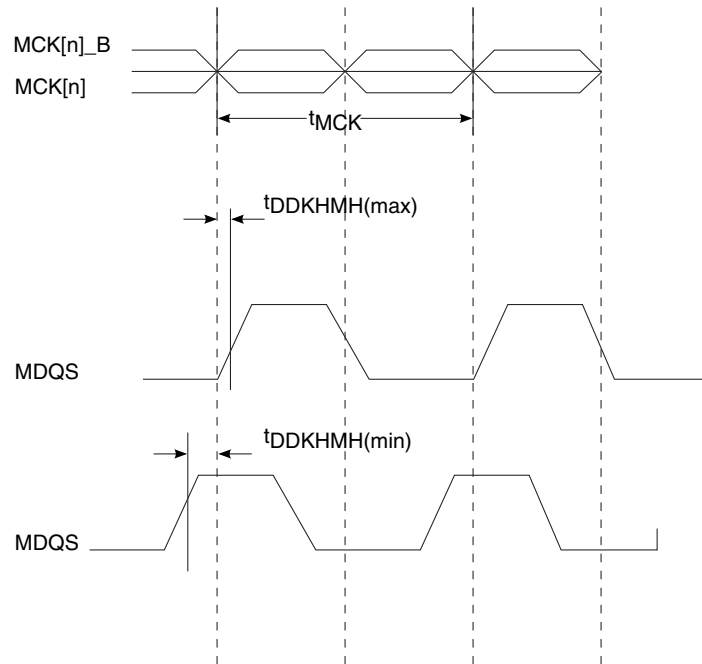 MCK[n]_B
MCK[n]
tMCK
tDDKHMH(max)
MDQS
tDDKHMH(min)
MDQS